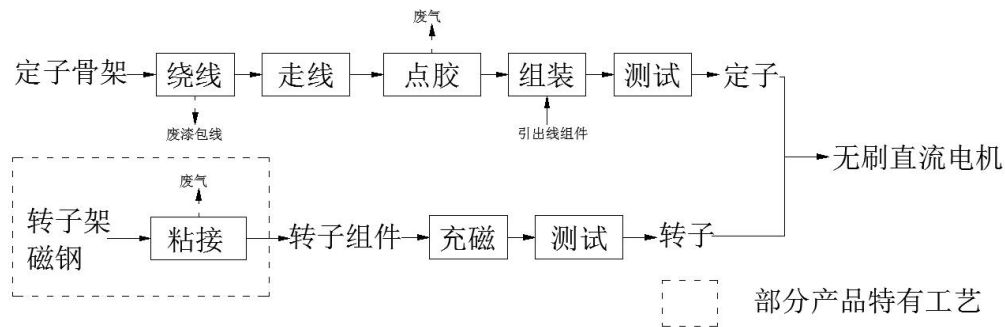 废气
定子骨架
绕线
走线
点胶
组装
测试
定子
废漆包线
引出线组件
无刷直流电机
废气
转子架
磁钢
粘接
转子组件
充磁
测试
转子
部分产品特有工艺